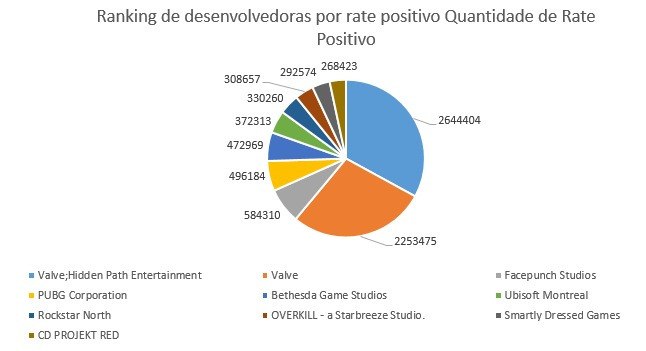 Ranking de desenvolvedoras por rate positivo Quantidade de Rate
Positivo
268423
292574
308657
330260
372313
472969
496184
584310
2644404
2253475
Valve;Hidden Path Entertainment
Valve
Facepunch Studios
PUBG Corporation
Bethesda Game Studios
Ubisoft Montreal
Rockstar North
OVERKILL - a Starbreeze Studio.
Smartly Dressed Games
CD PROJEKT RED